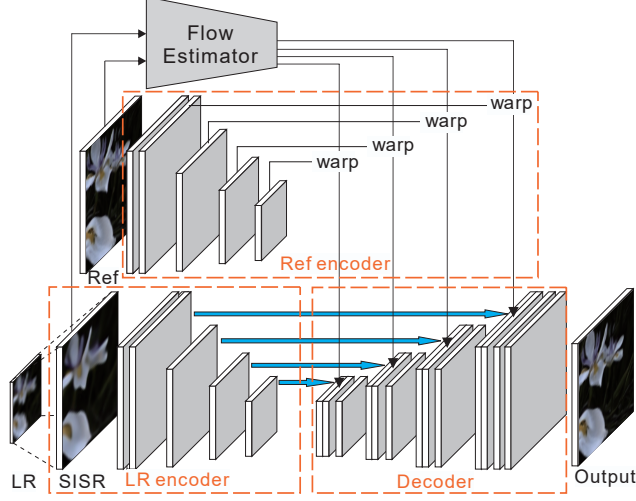 Flow
Estimator
warp
warp
warp
warp
Ref encoder
Ref
LR
SISR
LR encoder
Decoder
Output